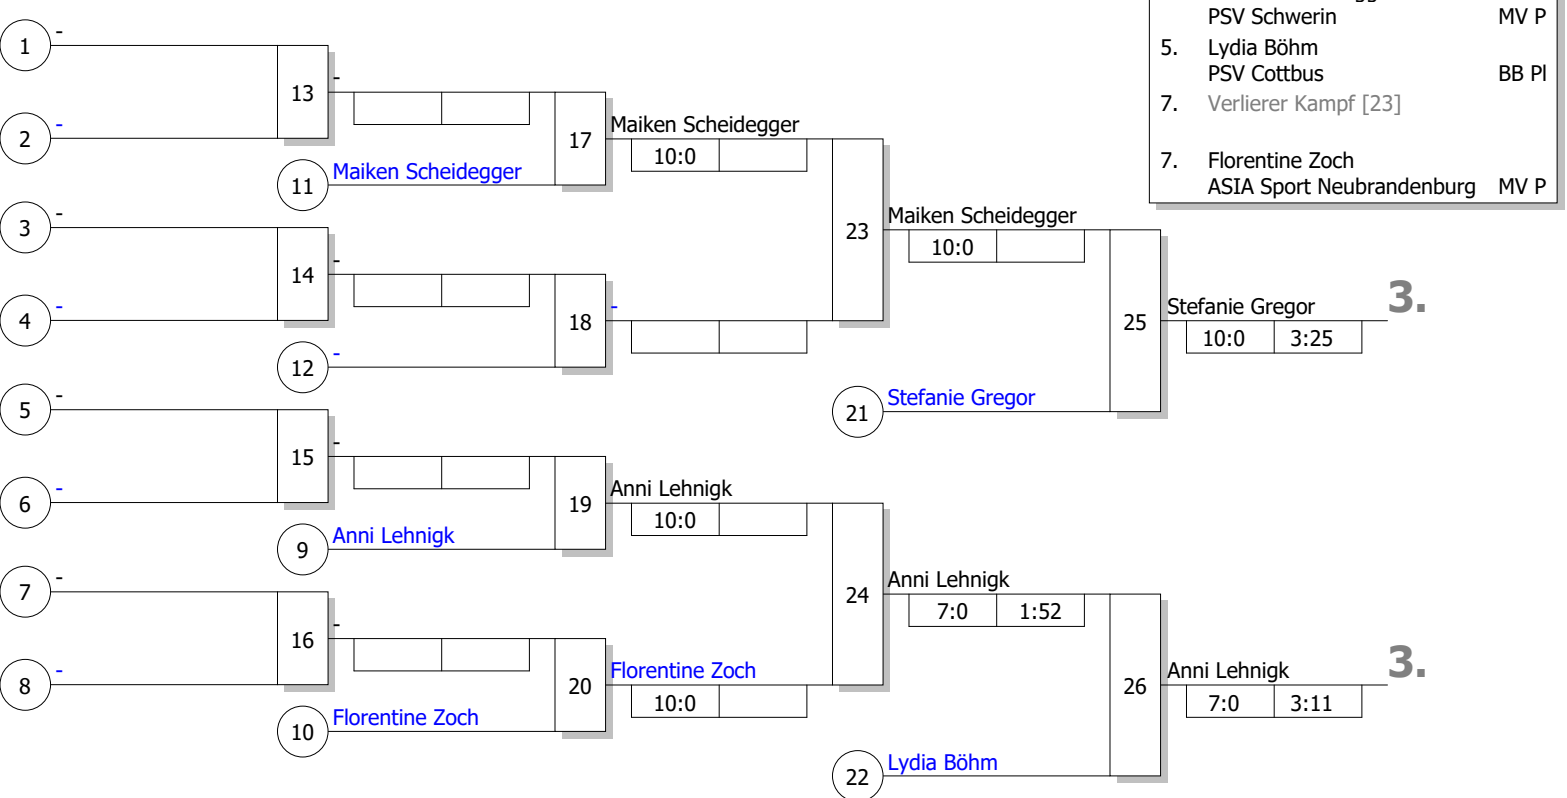 PSV Schwerin MV P
5. Lydia Böhm
PSV Cottbus BB Pl
7. Verlierer Kampf [23]
7. Florentine Zoch
ASIA Sport Neubrandenburg MV P
1 -
13 -
2 -
17 Maiken Scheidegger
10:0
11 Maiken Scheidegger
3 -
23 Maiken Scheidegger
10:0
14 -
4 -
18 -
12 -
25 Stefanie Gregor 3.
10:0 3:25
21 Stefanie Gregor
5 -
15 -
6 -
19 Anni Lehnigk
10:0
9 Anni Lehnigk
7 -
24 Anni Lehnigk
7:0 1:52
16 -
8 -
20 Florentine Zoch
10:0
10 Florentine Zoch
26 Anni Lehnigk 3.
7:0 3:11
22 Lydia Böhm